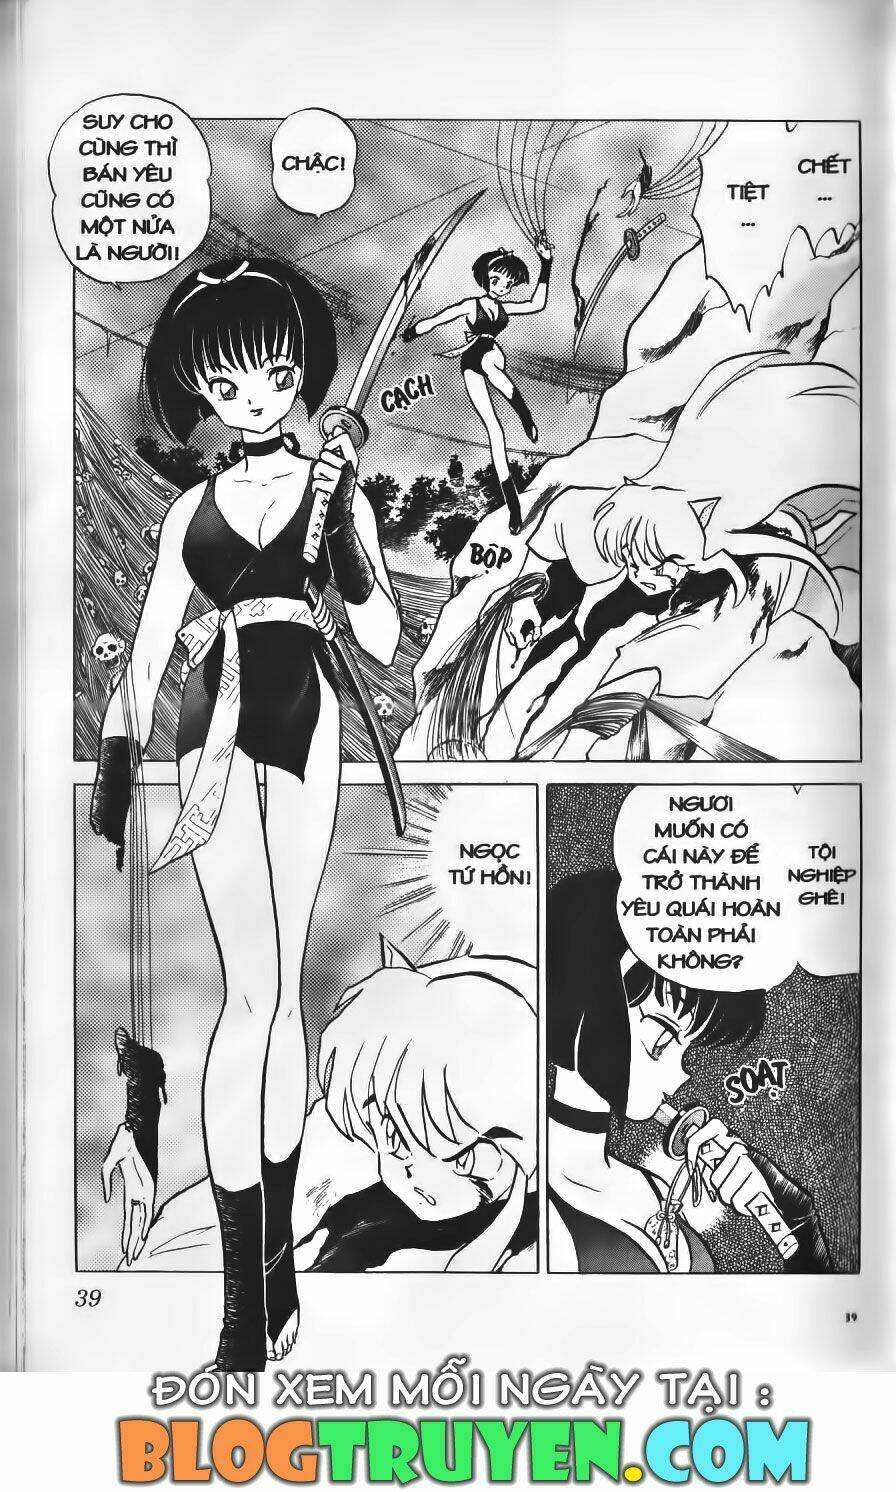 CHẾT
...
TIỆT
...
CHẬC!
SUY CHO
CÙNG THÌ
BÁN YÊU
CŨNG CÓ
MỘT NỬA
LÀ NGƯỜI!
CẠCH
BỘP
TỘI
NGHIỆP
GHÊ!
NGƯƠI
MUỐN CÓ
CÁI NÀY ĐỂ
TRỞ THÀNH
YÊU QUÁI HOÀN
TOÀN PHẢI
KHÔNG?
SOẠT
NGỌC
TỨ HỒN!
39
39
ĐÓN XEM MỖI NGÀY TẠI :
BLOGTRUYEN.COM